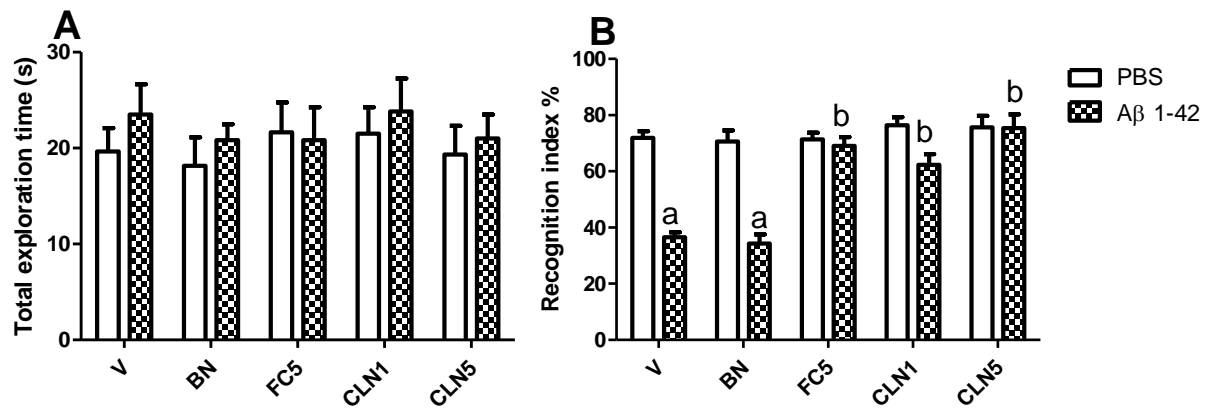 A
Total exploration time (s)
30
20
10
0
V
BN
FC5
CLN1
CLN5
B
Recognition index %
100
80
60
40
20
0
a
a
b
b
b
V
BN
FC5
CLN1
CLN5
PBS
Aβ 1-42